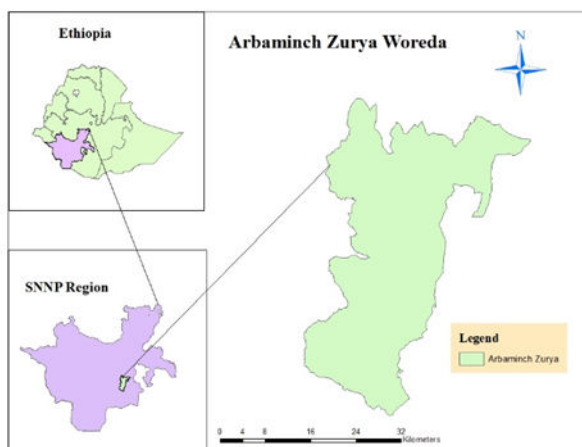 Ethiopia
Arbaminch Zurya Woreda
N
SNNP Region
Legend
Arbaminch Zurya
0 4 8 16 24 32
Kilometers